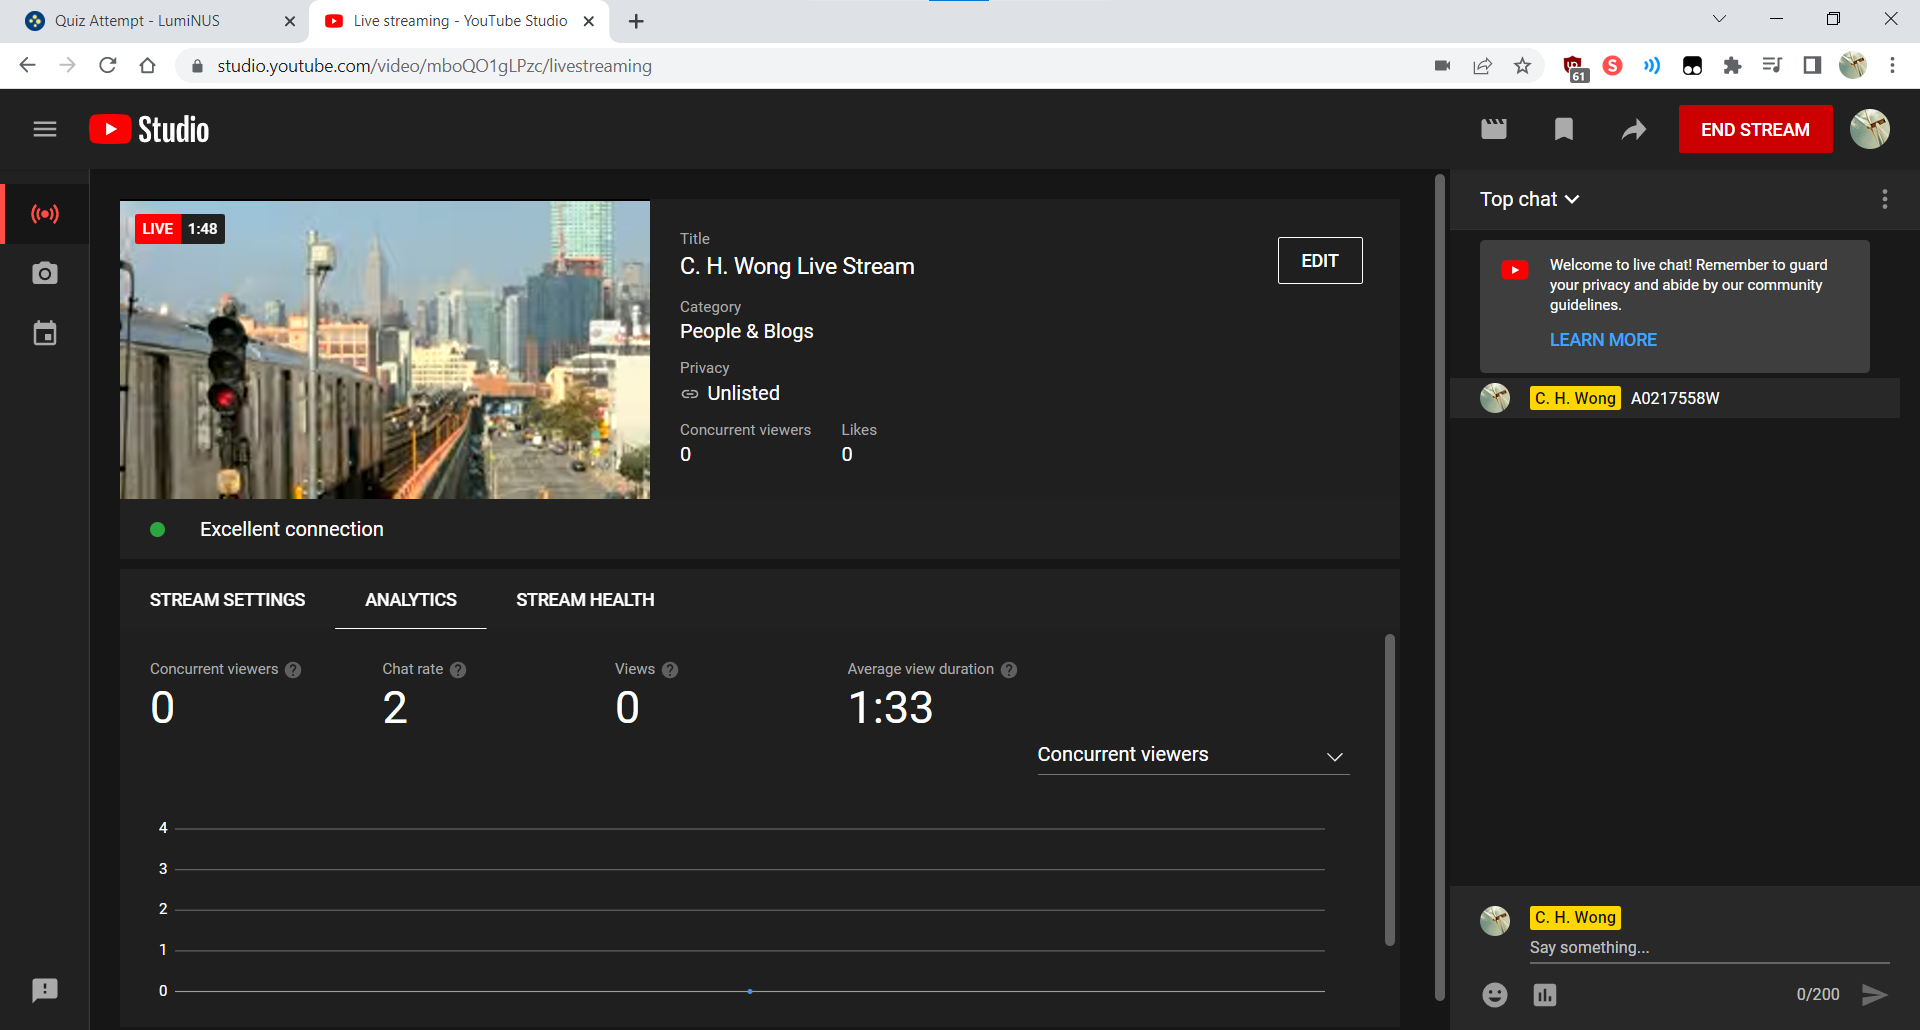 Quiz Attempt - LumiNUS
Live streaming - YouTube Studio
studio.youtube.com/video/mboQO1gLPzc/livestreaming
61
S
Studio
END STREAM
LIVE 1:48
Title
C. H. Wong Live Stream
EDIT
Category
People & Blogs
Privacy
Unlisted
Concurrent viewers
Likes
0
0
Excellent connection
STREAM SETTINGS
ANALYTICS
STREAM HEALTH
Concurrent viewers ?
Chat rate ?
Views ?
Average view duration ?
0
2
0
1:33
Concurrent viewers
4
3
2
1
0
Top chat
Welcome to live chat! Remember to guard
your privacy and abide by our community
guidelines.
LEARN MORE
C. H. Wong A0217558W
C. H. Wong
Say something...
0/200